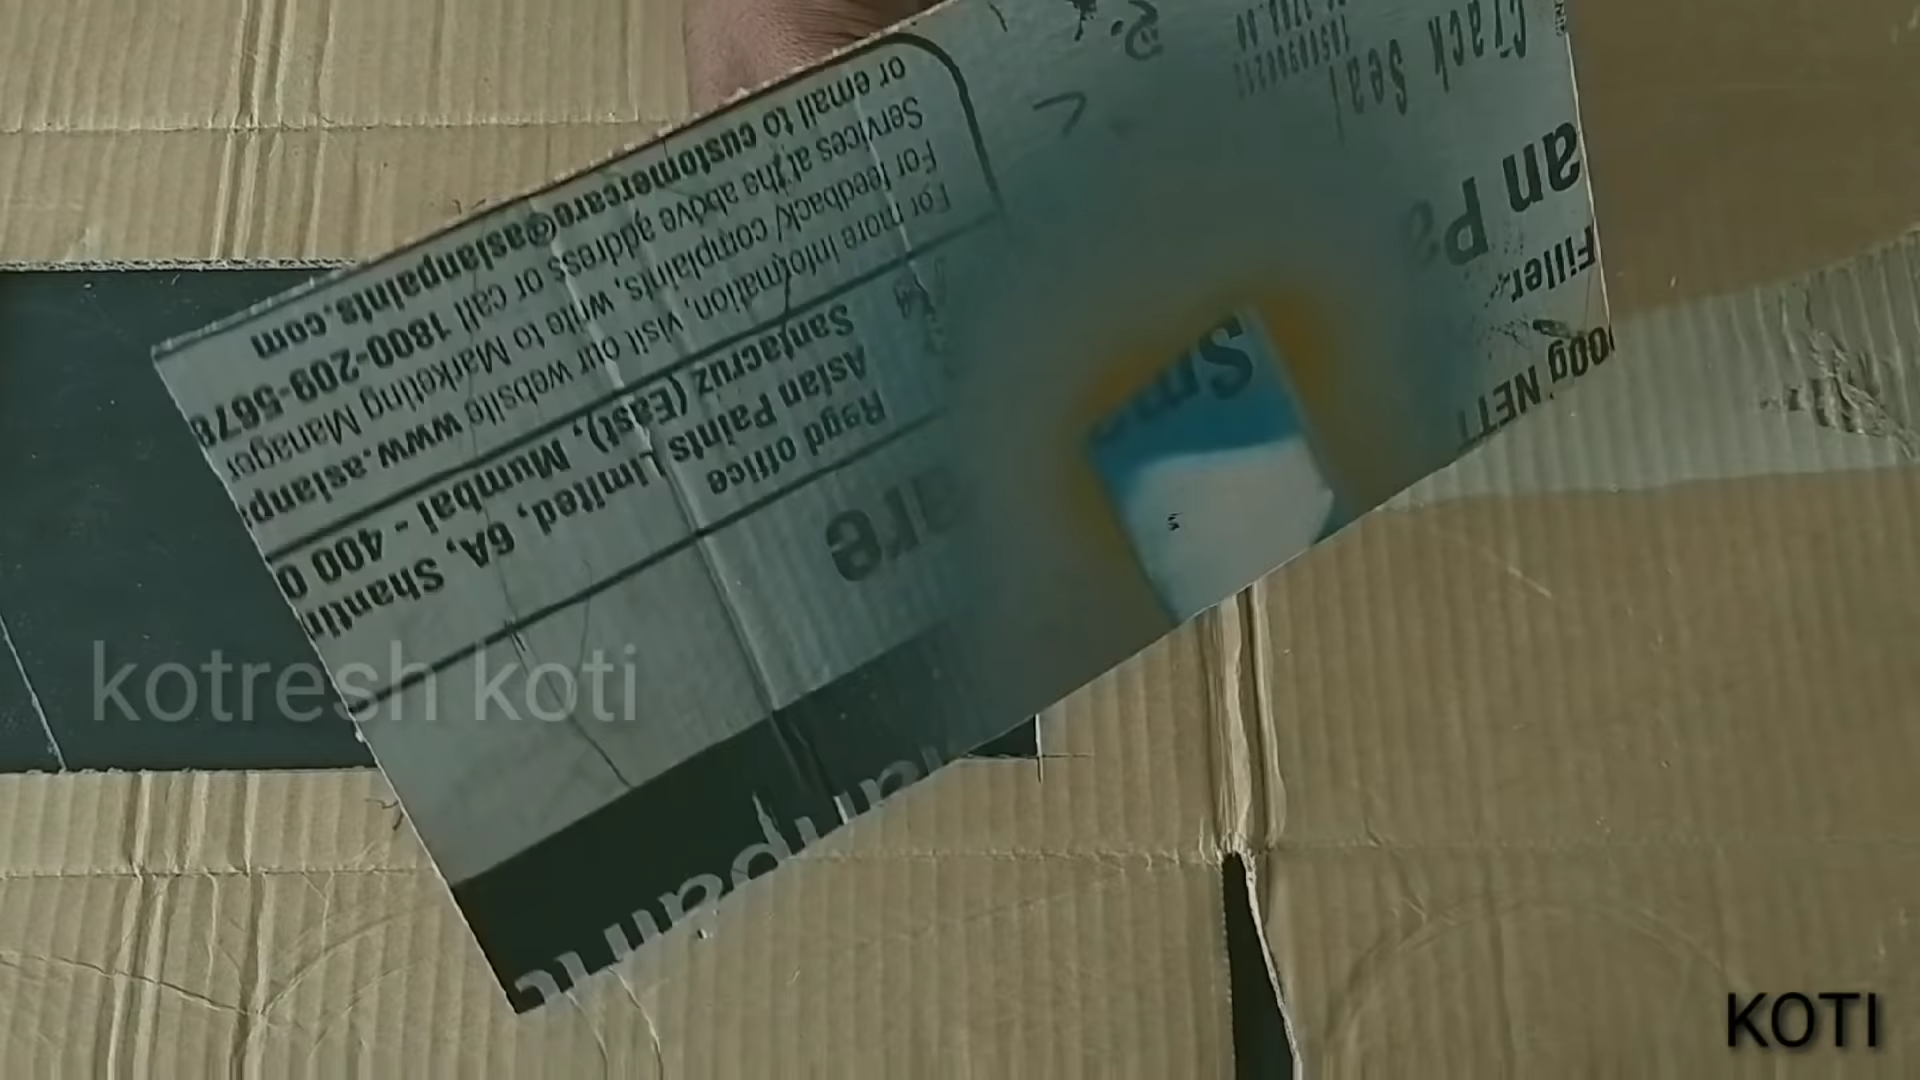 or email to customercare@asianpaints.com
Services at the above address or call 1800-209-5678
For feedback/ complaints, write to Marketing Manager
For more information, visit our website www.asianp
Santacruz (East), Mumbai - 400 0
Asian Paints Limited, 6A, Shanti
Regd office
are
Crack Seal
an Pa
Filler
00g NETT
Sm
kotresh koti
KOTI